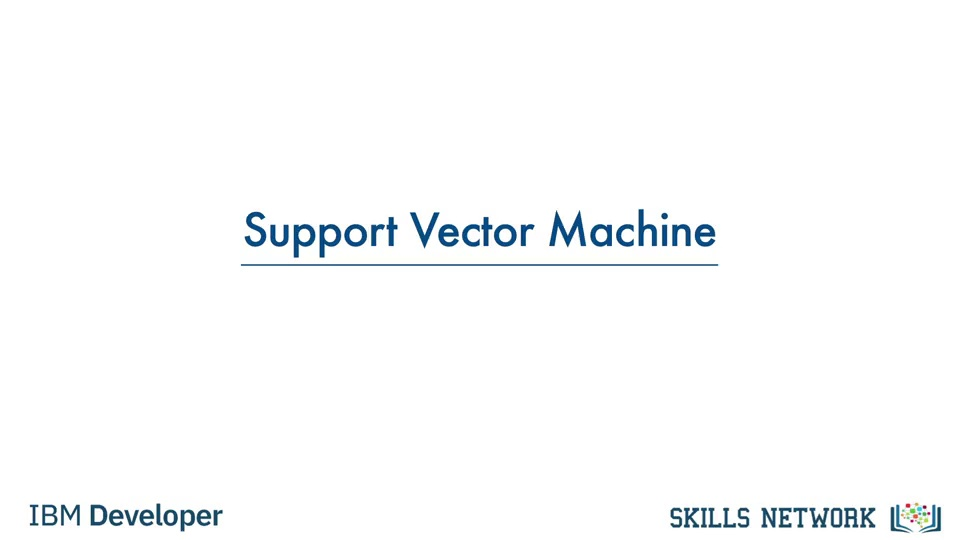 Support Vector Machine
IBM Developer
SKILLS NETWORK